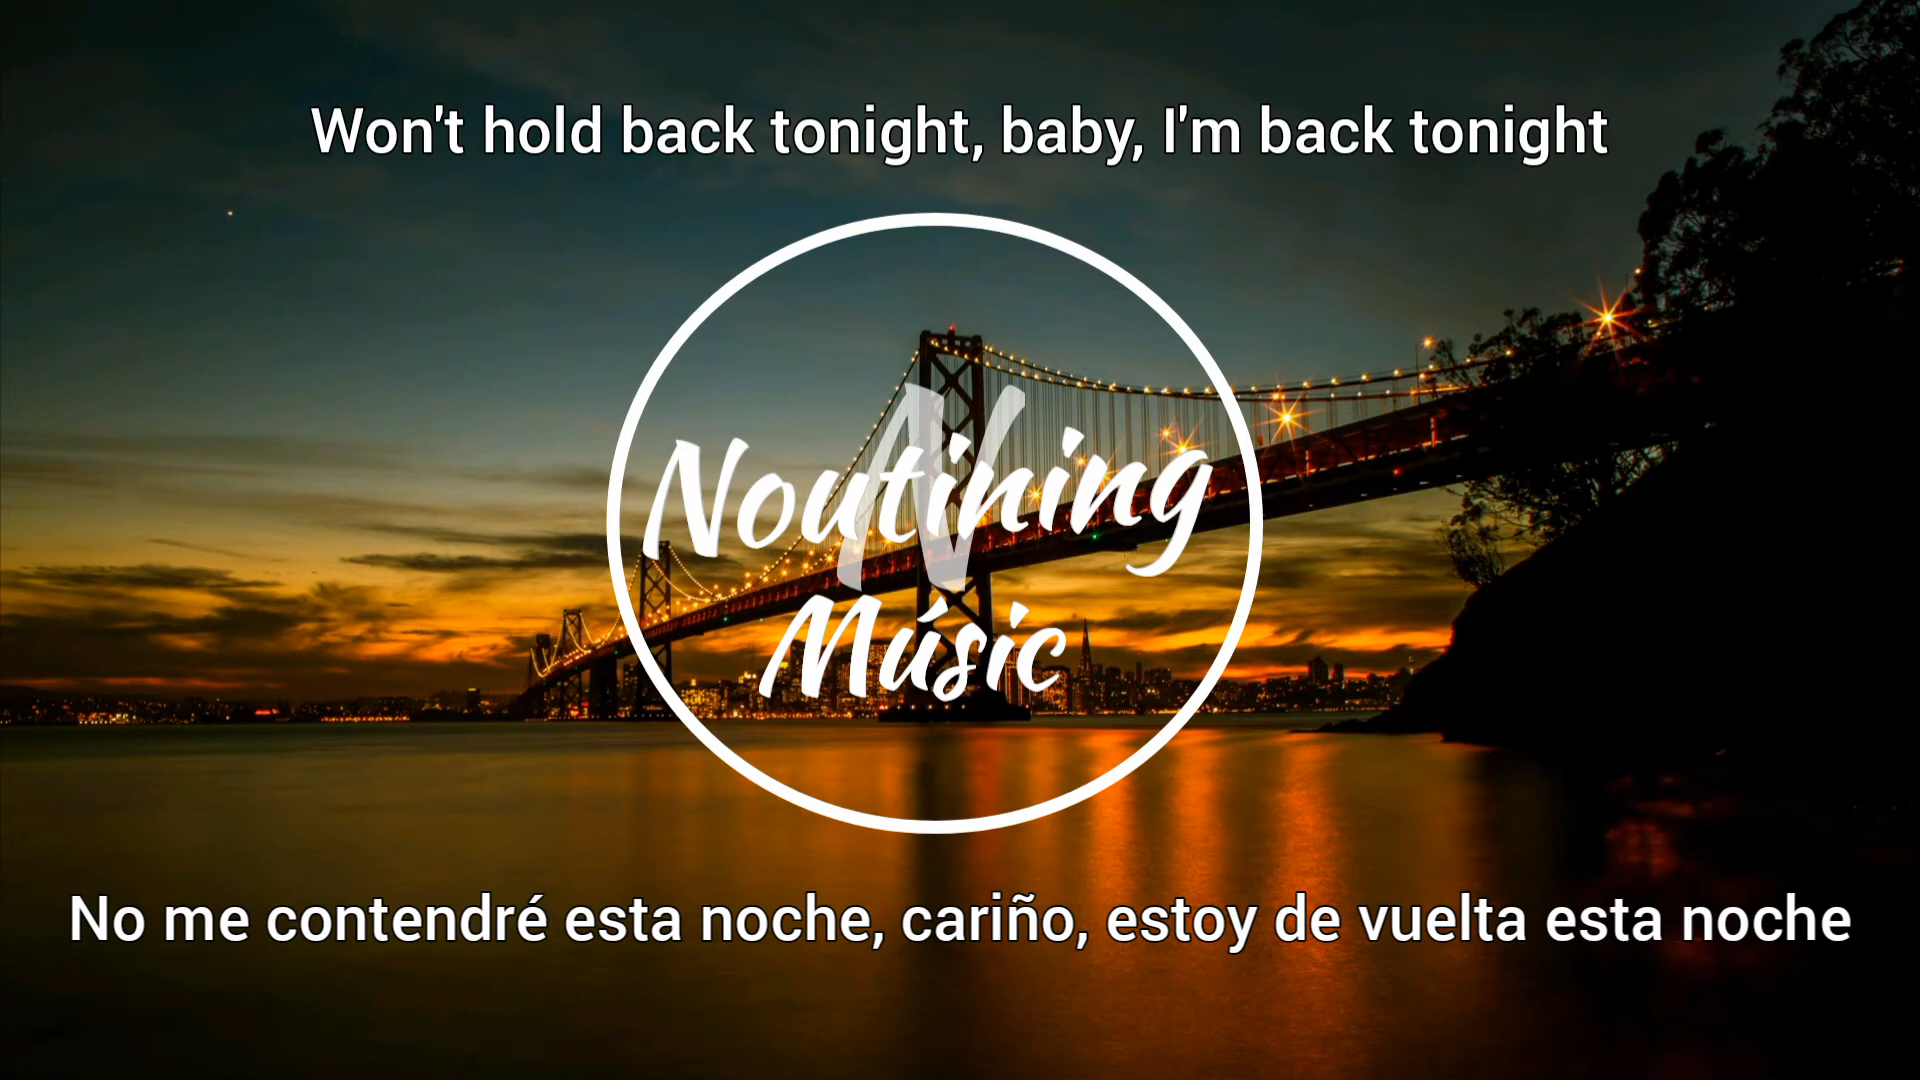 Won't hold back tonight, baby, I'm back tonight
N
Noutining
Músic
No me contendré esta noche, cariño, estoy de vuelta esta noche